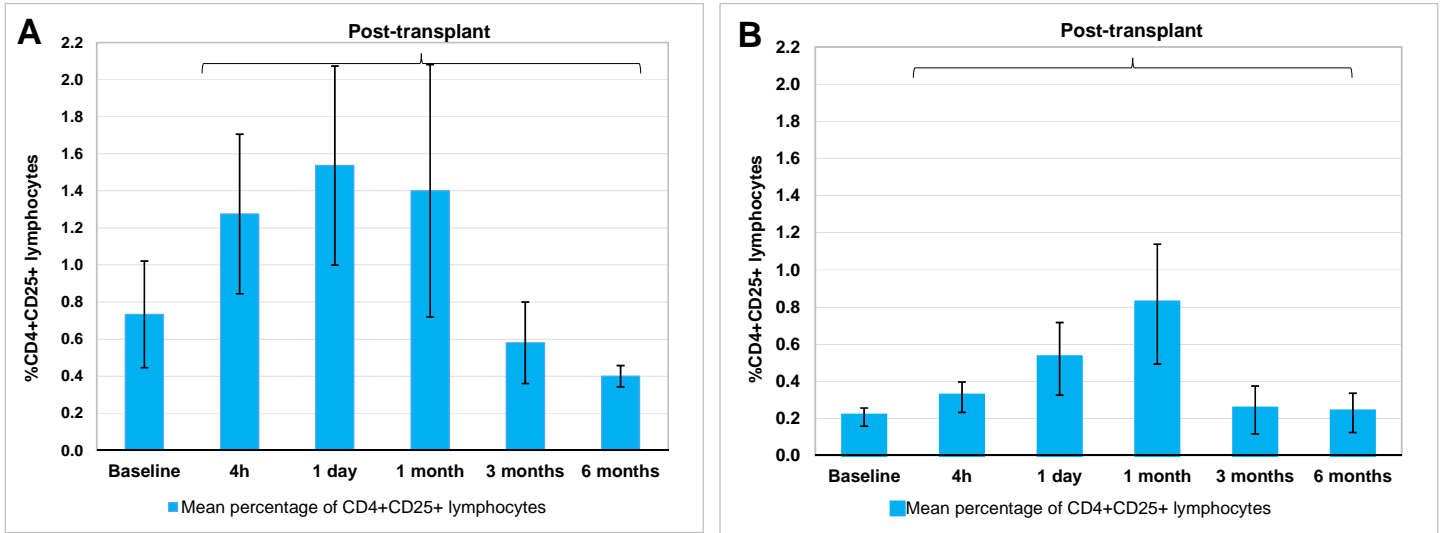 A
Post-transplant
2.2
2.0
1.8
1.6
1.4
1.2
1.0
0.8
0.6
0.4
0.2
0.0
%CD4+CD25+ lymphocytes
Baseline 4h 1 day 1 month 3 months 6 months
Mean percentage of CD4+CD25+ lymphocytes
B
Post-transplant
2.2
2.0
1.8
1.6
1.4
1.2
1.0
0.8
0.6
0.4
0.2
0.0
%CD4+CD25+ lymphocytes
Baseline 4h 1 day 1 month 3 months 6 months
Mean percentage of CD4+CD25+ lymphocytes